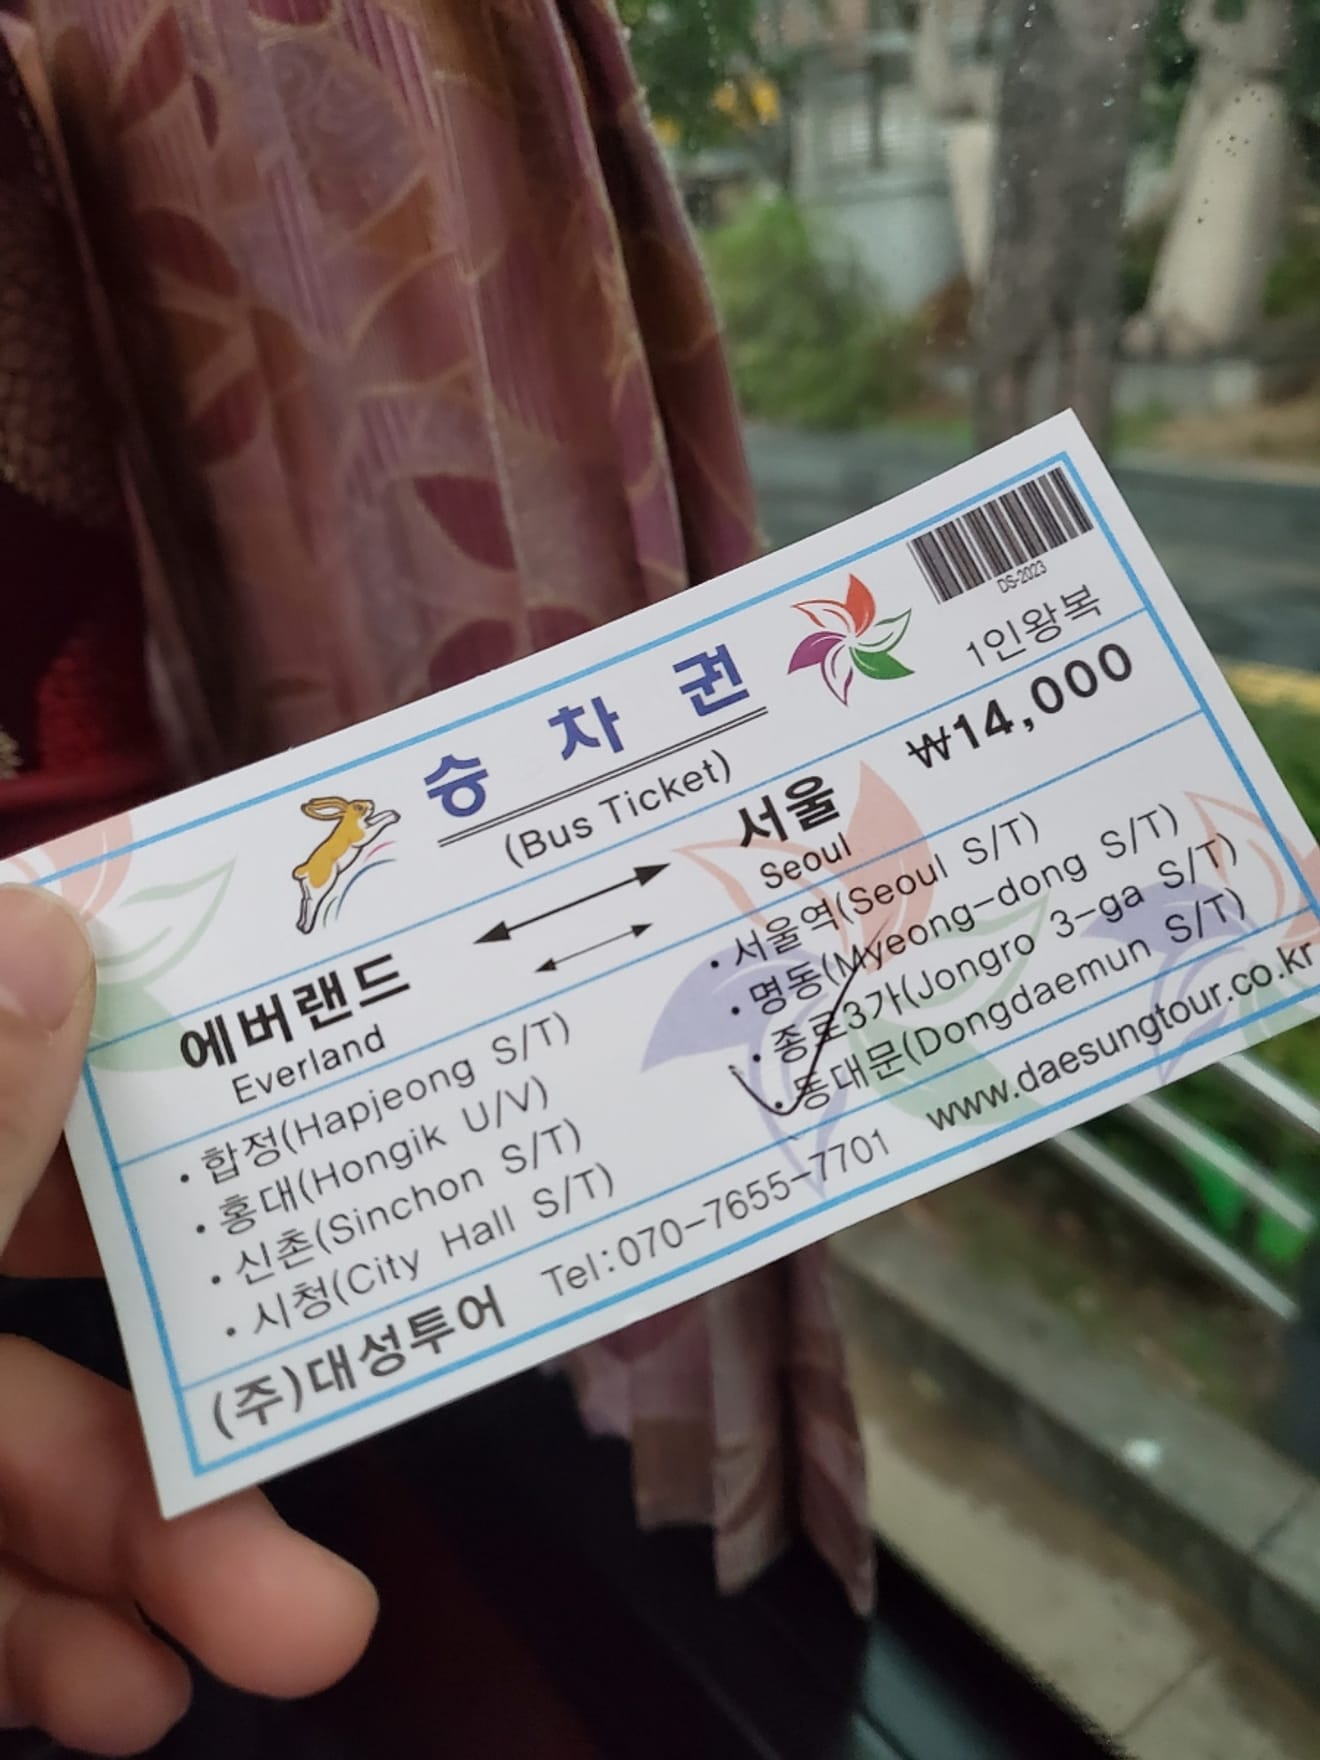 DS-2023
승 차 권
1인왕복
(Bus Ticket)
₩14,000
에버랜드
서울
Everland
Seoul
• 합정(Hapjeong S/T)
• 홍대(Hongik U/V)
• 신촌(Sinchon S/T)
• 시청(City Hall S/T)
• 서울역(Seoul S/T)
• 명동(Myeong-dong S/T)
• 종로3가(Jongro 3-ga S/T)
• 동대문(Dongdaemun S/T)
(주)대성투어 Tel:070-7655-7701 www.daesungtour.co.kr